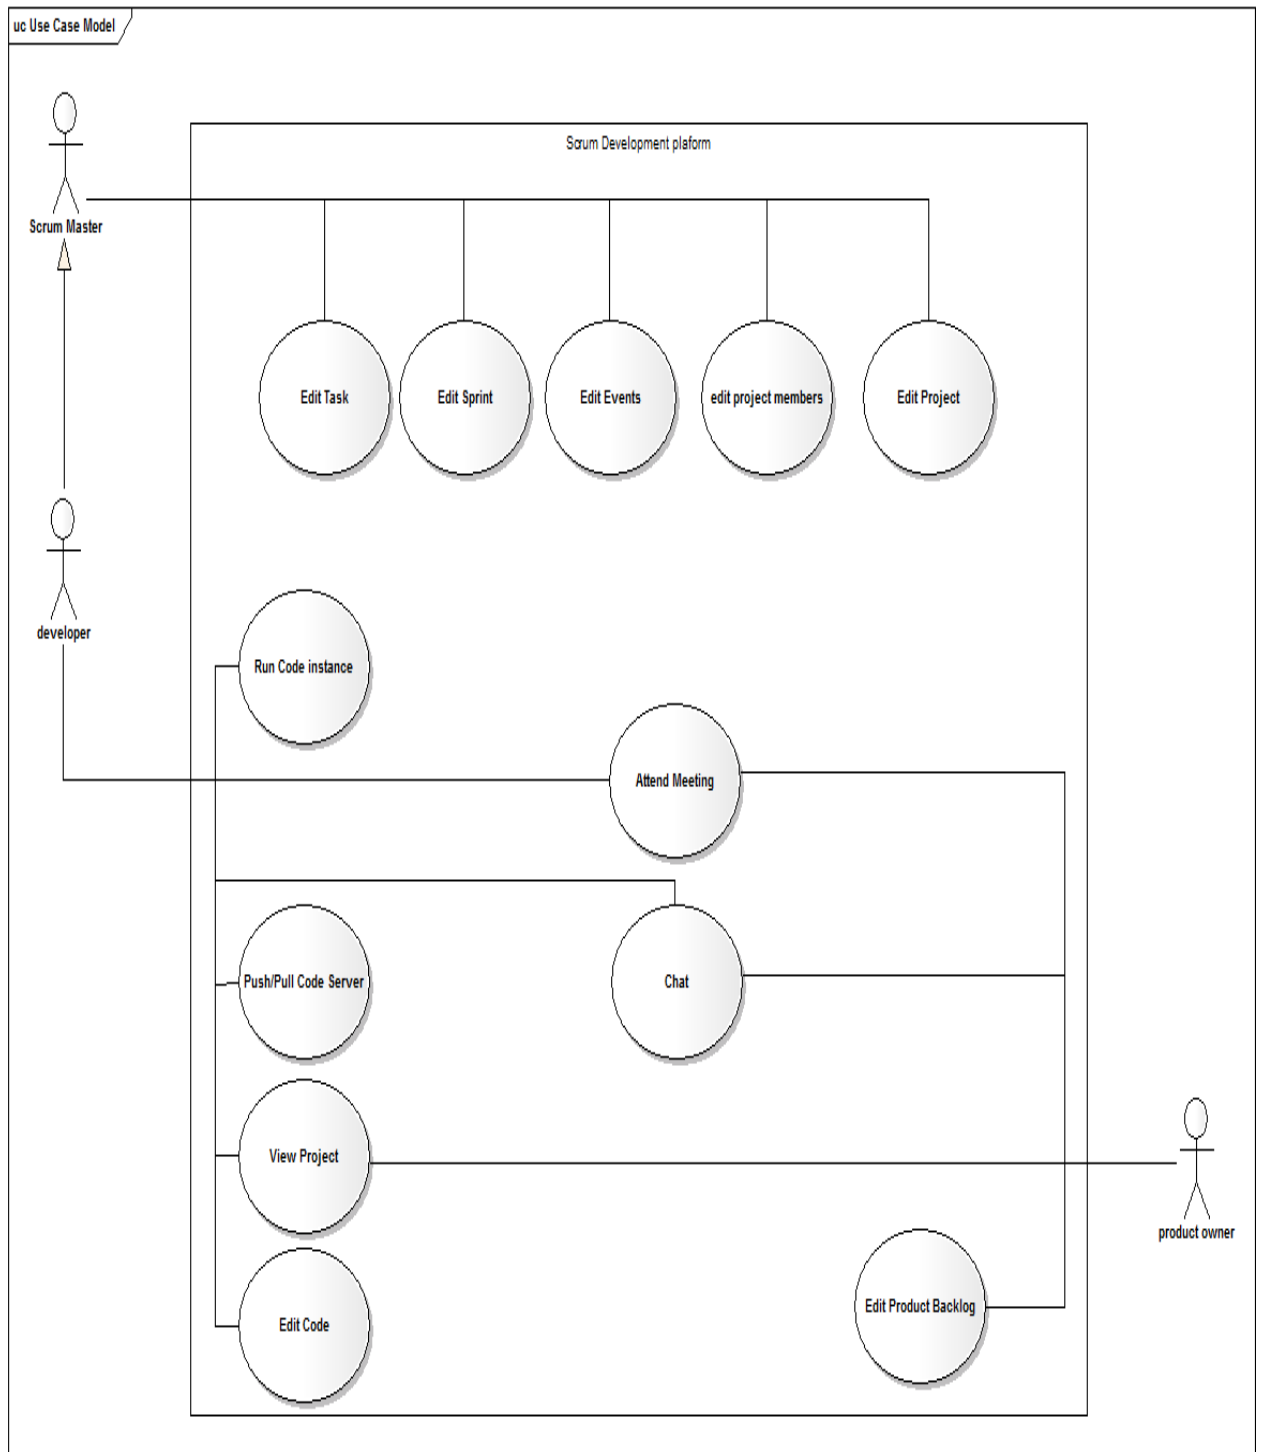 uc Use Case Model
Scrum Development plaform
Scrum Master
Edit Task
Edit Sprint
Edit Events
edit project members
Edit Project
developer
Run Code instance
Attend Meeting
Push/Pull Code Server
Chat
View Project
product owner
Edit Product Backlog
Edit Code